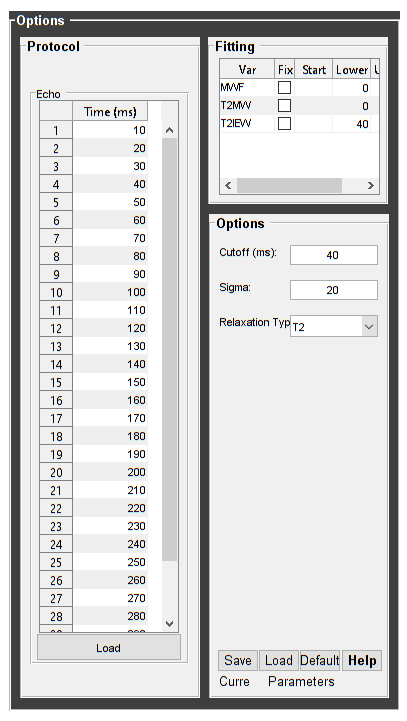 Options
Protocol
Echo
Time (ms)
1 10
2 20
3 30
4 40
5 50
6 60
7 70
8 80
9 90
10 100
11 110
12 120
13 130
14 140
15 150
16 160
17 170
18 180
19 190
20 200
21 210
22 220
23 230
24 240
25 250
26 260
27 270
28 280
Load
Fitting
Var Fix Start Lower U
MWF 0
T2MW 0
T2IEW 40
Options
Cutoff (ms): 40
Sigma: 20
Relaxation Typ T2
Save Load Default Help
Curre Parameters